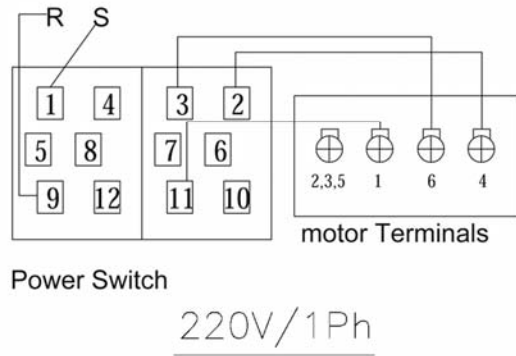 R S
1 4 3 2
5 8 7 6
9 12 11 10
2,3,5 1 6 4
motor Terminals
Power Switch
220V/1Ph